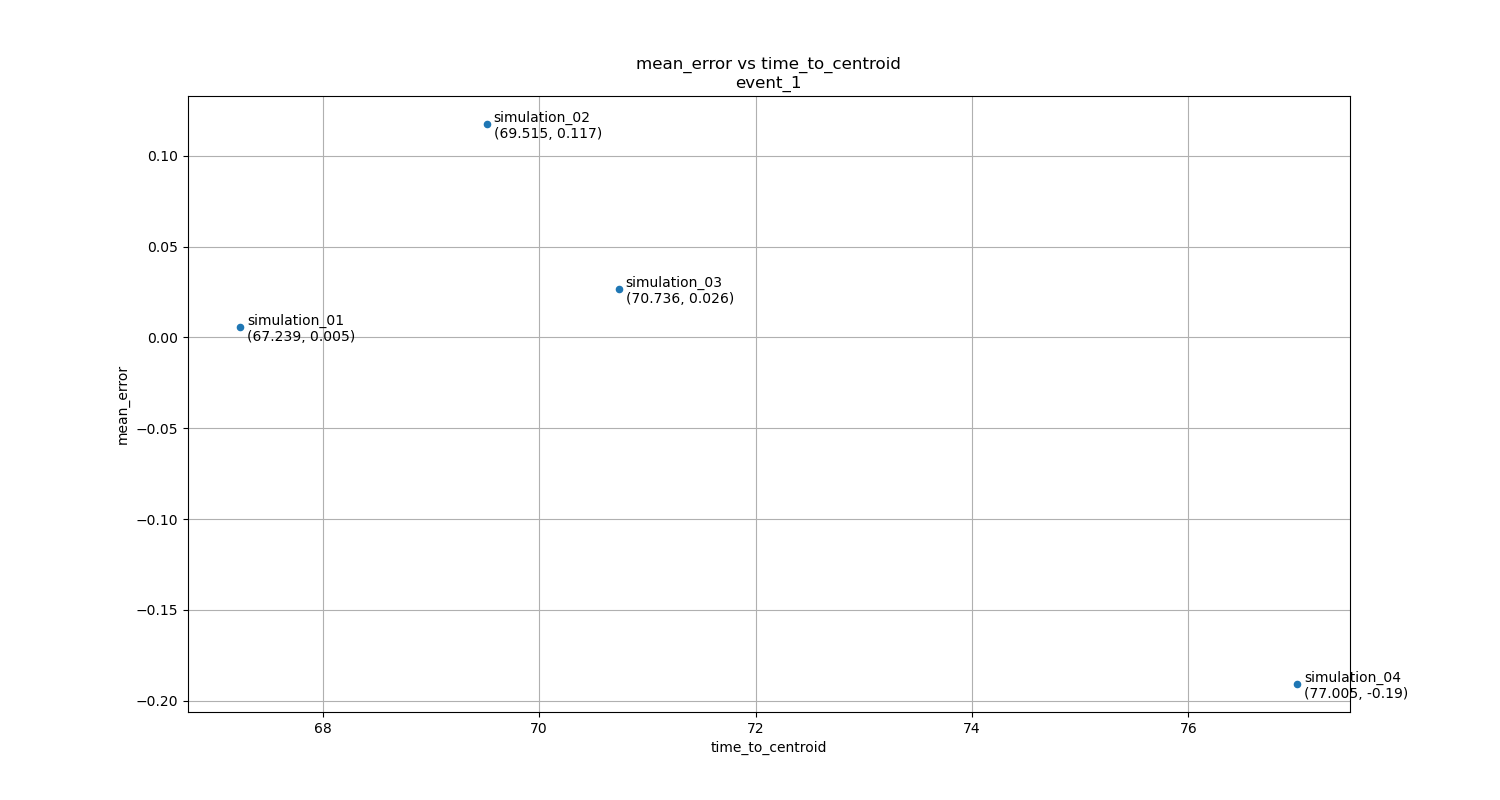 mean_error vs time_to_centroid
event_1
simulation_02
(69.515, 0.117)
0.10
0.05
simulation_03
(70.736, 0.026)
simulation_01
(67.239, 0.005)
0.00
mean_error
−0.05
−0.10
−0.15
simulation_04
(77.005, -0.19)
−0.20
68
70
72
74
76
time_to_centroid